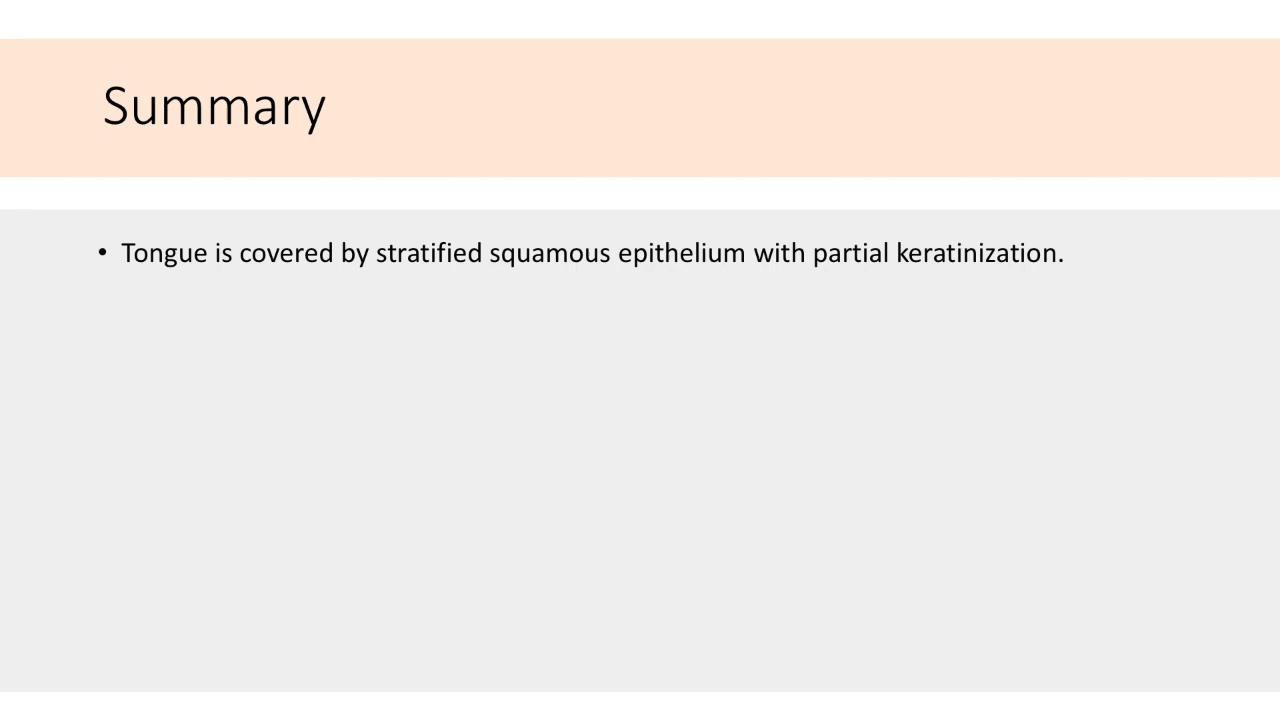 Summary
• Tongue is covered by stratified squamous epithelium with partial keratinization.